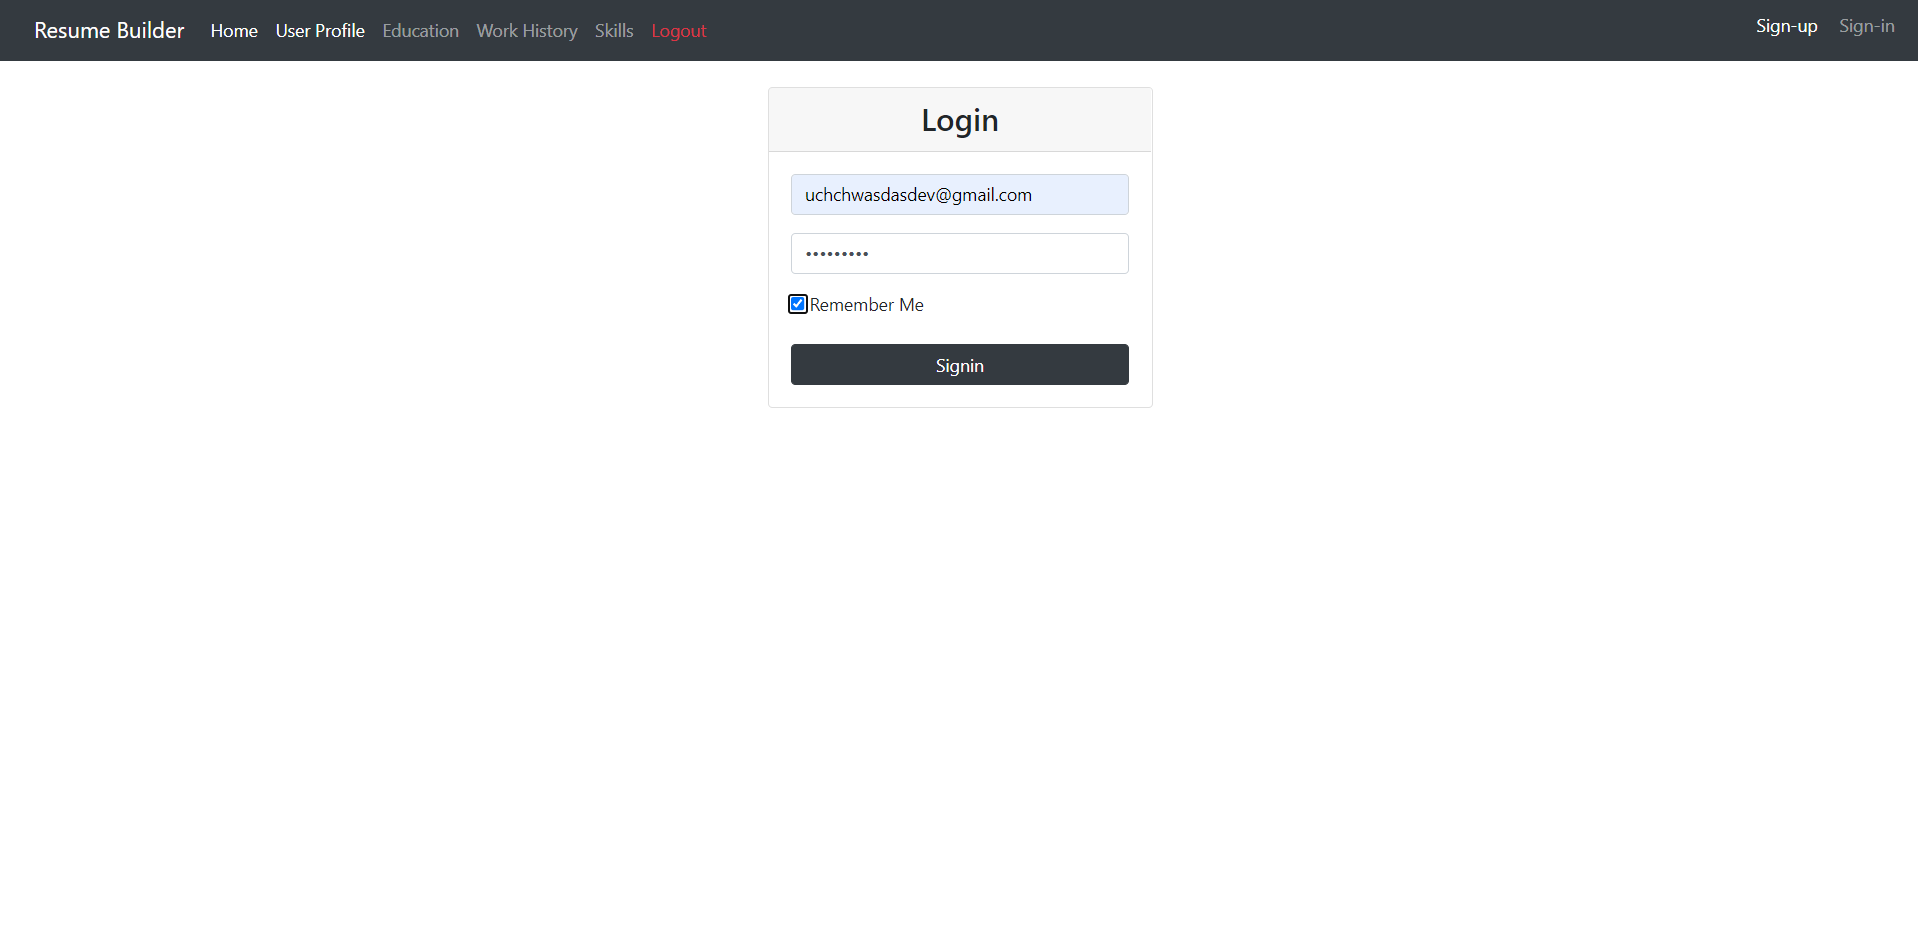 Resume Builder Home User Profile Education Work History Skills Logout Sign-up Sign-in
Login
uchchwasdasdev@gmail.com
•••••••••
Remember Me
Signin